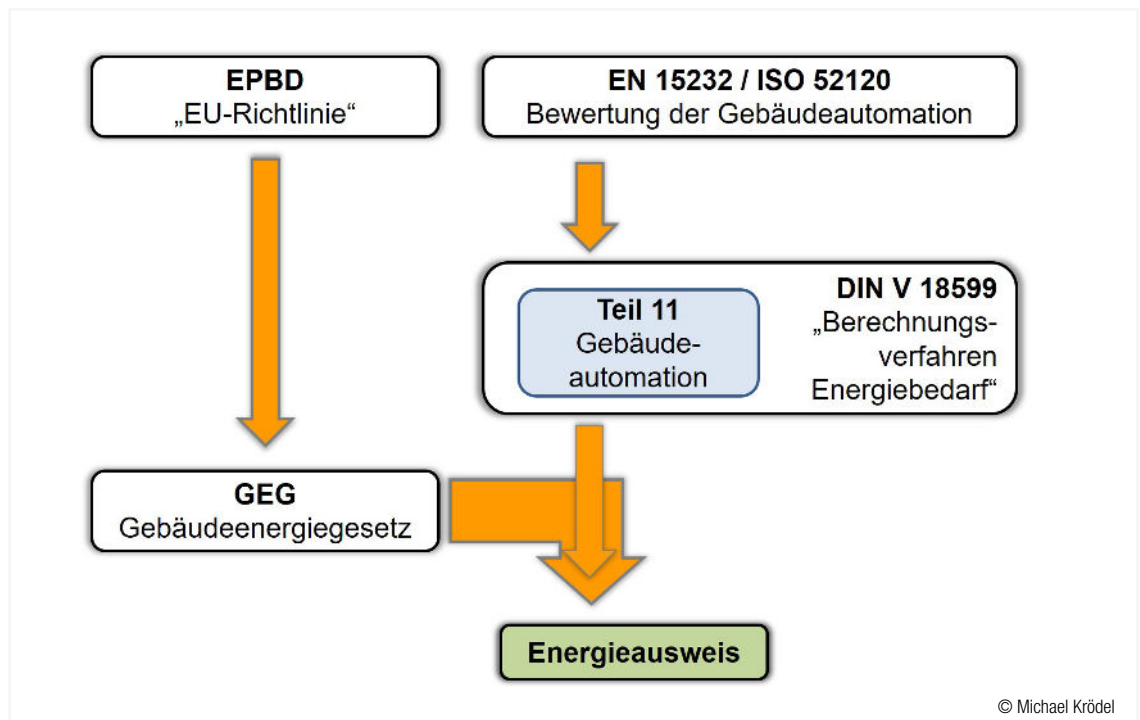 EPBD
„EU-Richtlinie“
EN 15232 / ISO 52120
Bewertung der Gebäudeautomation
Teil 11
Gebäude-
automation
DIN V 18599
„Berechnungs-
verfahren
Energiebedarf“
GEG
Gebäudeenergiegesetz
Energieausweis
© Michael Krödel